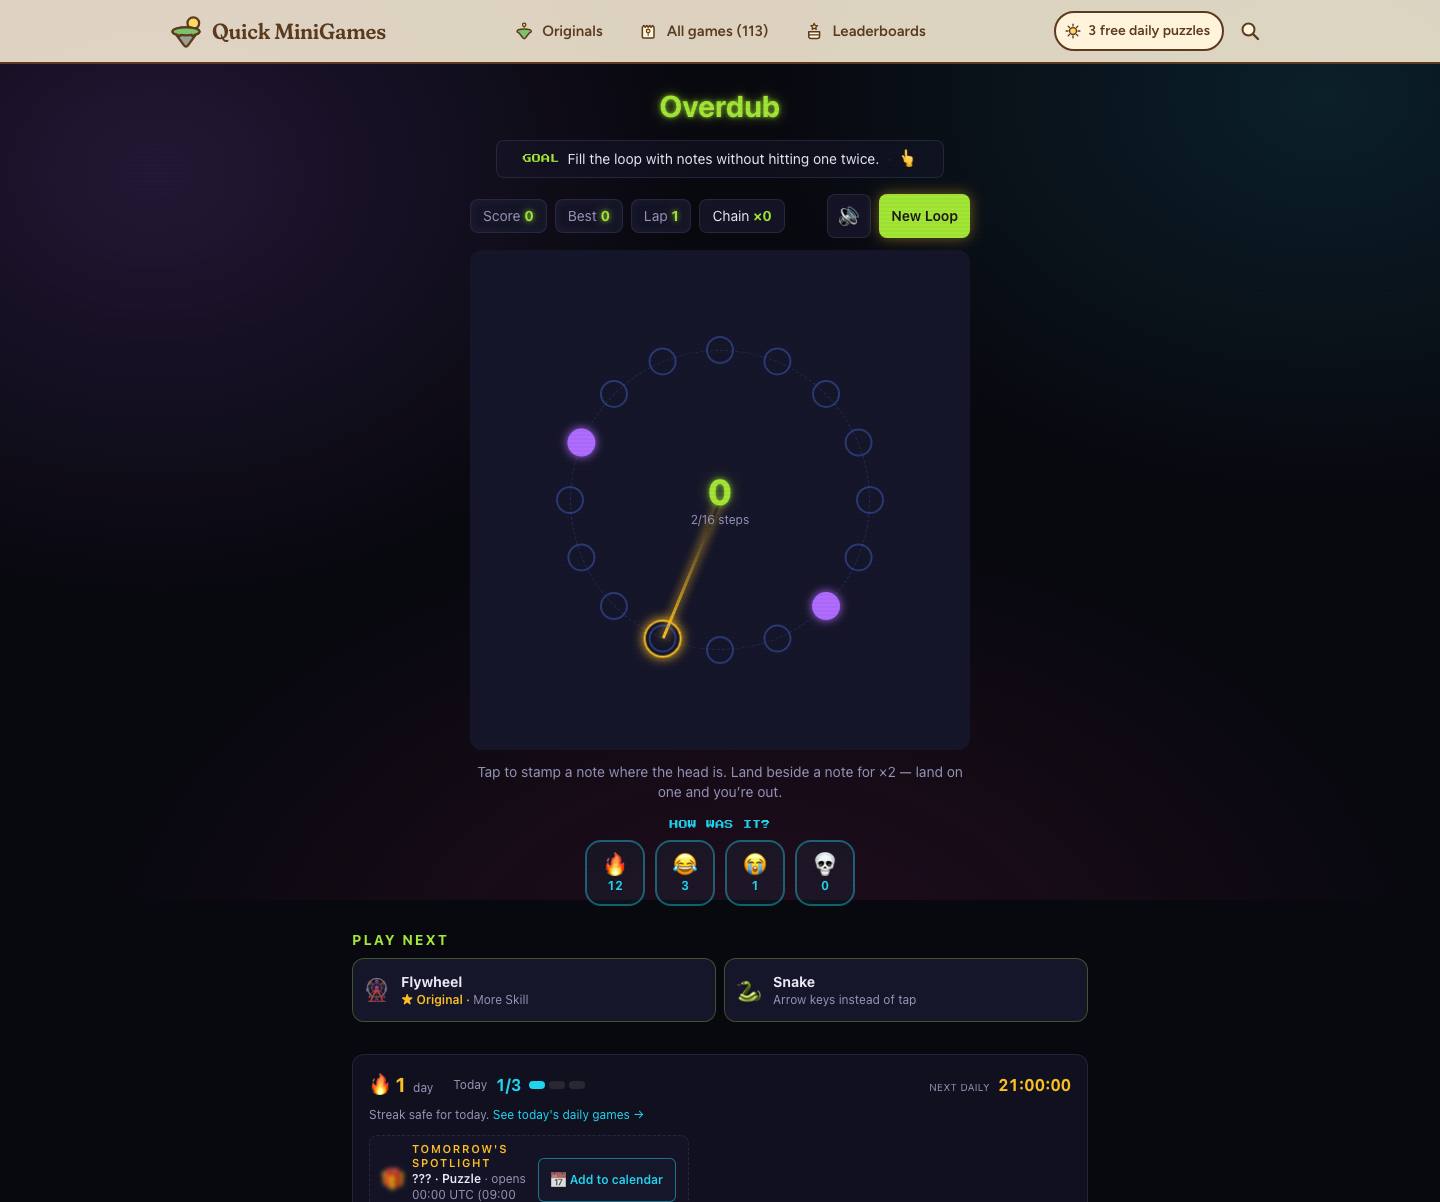 Quick MiniGames
Originals
All games (113)
Leaderboards
3 free daily puzzles
Overdub
GOAL Fill the loop with notes without hitting one twice.
Score 0
Best 0
Lap 1
Chain ×0
New Loop
0
2/16 steps
Tap to stamp a note where the head is. Land beside a note for ×2 — land on
one and you're out.
HOW WAS IT?
12
3
1
0
PLAY NEXT
Flywheel
Original · More Skill
Snake
Arrow keys instead of tap
1 day
Today 1/3
NEXT DAILY 21:00:00
Streak safe for today. See today's daily games →
TOMORROW'S
SPOTLIGHT
??? · Puzzle · opens
00:00 UTC (09:00
Add to calendar